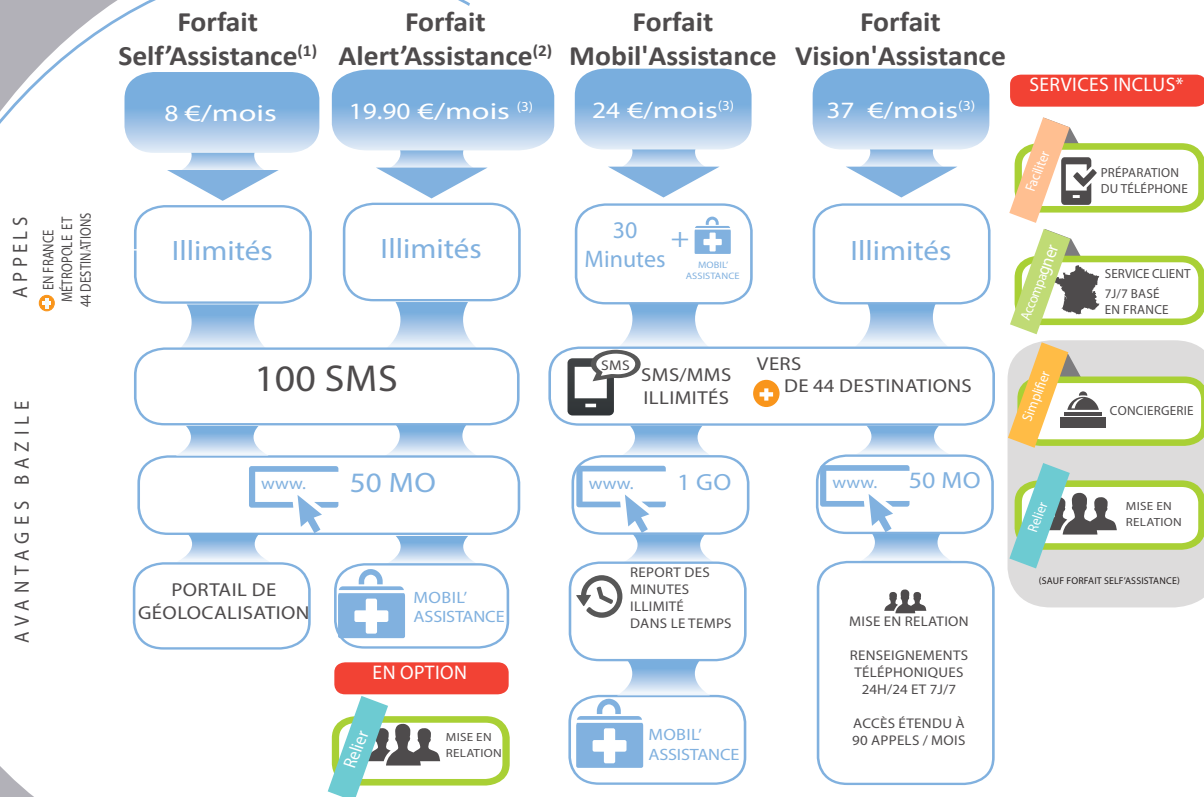 Forfait
Self’Assistance(1)
Forfait
Alert’Assistance(2)
Forfait
Mobil'Assistance
Forfait
Vision'Assistance
8 €/mois
19.90 €/mois (3)
24 €/mois(3)
37 €/mois(3)
APPELS
EN FRANCE
MÉTROPOLE ET
44 DESTINATIONS
Illimités
Illimités
30
Minutes
+
MOBIL’
ASSISTANCE
Illimités
AVANTAGES BAZILE
100 SMS
SMS
SMS/MMS
ILLIMITÉS
VERS
DE 44 DESTINATIONS
www.
50 MO
www.
1 GO
www.
50 MO
PORTAIL DE
GÉOLOCALISATION
MOBIL’
ASSISTANCE
REPORT DES
MINUTES
ILLIMITÉ
DANS LE TEMPS
MISE EN RELATION
RENSEIGNEMENTS
TÉLÉPHONIQUES
24H/24 ET 7J/7
ACCÈS ÉTENDU À
90 APPELS / MOIS
EN OPTION
Relier
MISE EN
RELATION
MOBIL’
ASSISTANCE
SERVICES INCLUS*
Faciliter
PRÉPARATION
DU TÉLÉPHONE
Accompagner
SERVICE CLIENT
7J/7 BASÉ
EN FRANCE
Simplifier
CONCIERGERIE
Relier
MISE EN
RELATION
(SAUF FORFAIT SELF’ASSISTANCE)